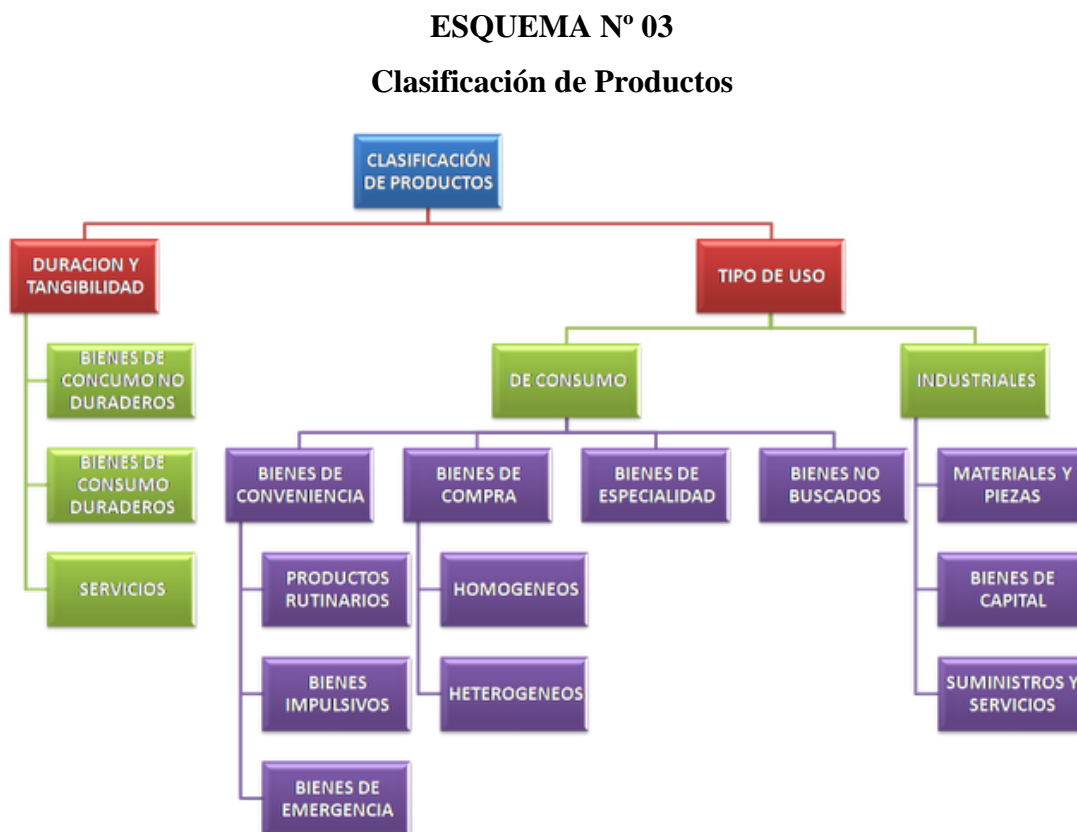 ESQUEMA Nº 03
Clasificación de Productos
CLASIFICACIÓN
DE PRODUCTOS
DURACION Y
TANGIBILIDAD
BIENES DE
CONCUMO NO
DURADEROS
BIENES DE
CONSUMO
DURADEROS
SERVICIOS
TIPO DE USO
DE CONSUMO
BIENES DE
CONVENIENCIA
PRODUCTOS
RUTINARIOS
BIENES
IMPULSIVOS
BIENES DE
EMERGENCIA
BIENES DE
COMPRA
HOMOGENEOS
HETEROGENEOS
BIENES DE
ESPECIALIDAD
BIENES NO
BUSCADOS
INDUSTRIALES
MATERIALES Y
PIEZAS
BIENES DE
CAPITAL
SUMINISTROS Y
SERVICIOS